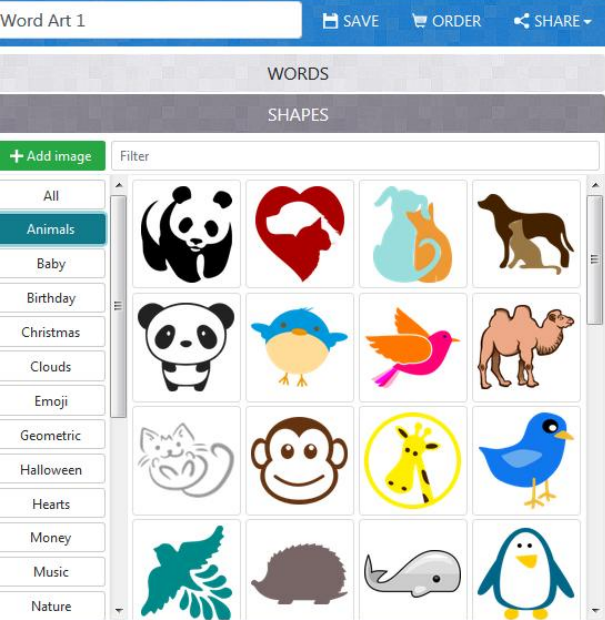 Word Art 1
SAVE
ORDER
SHARE
WORDS
SHAPES
+ Add image
Filter
All
Animals
Baby
Birthday
Christmas
Clouds
Emoji
Geometric
Halloween
Hearts
Money
Music
Nature